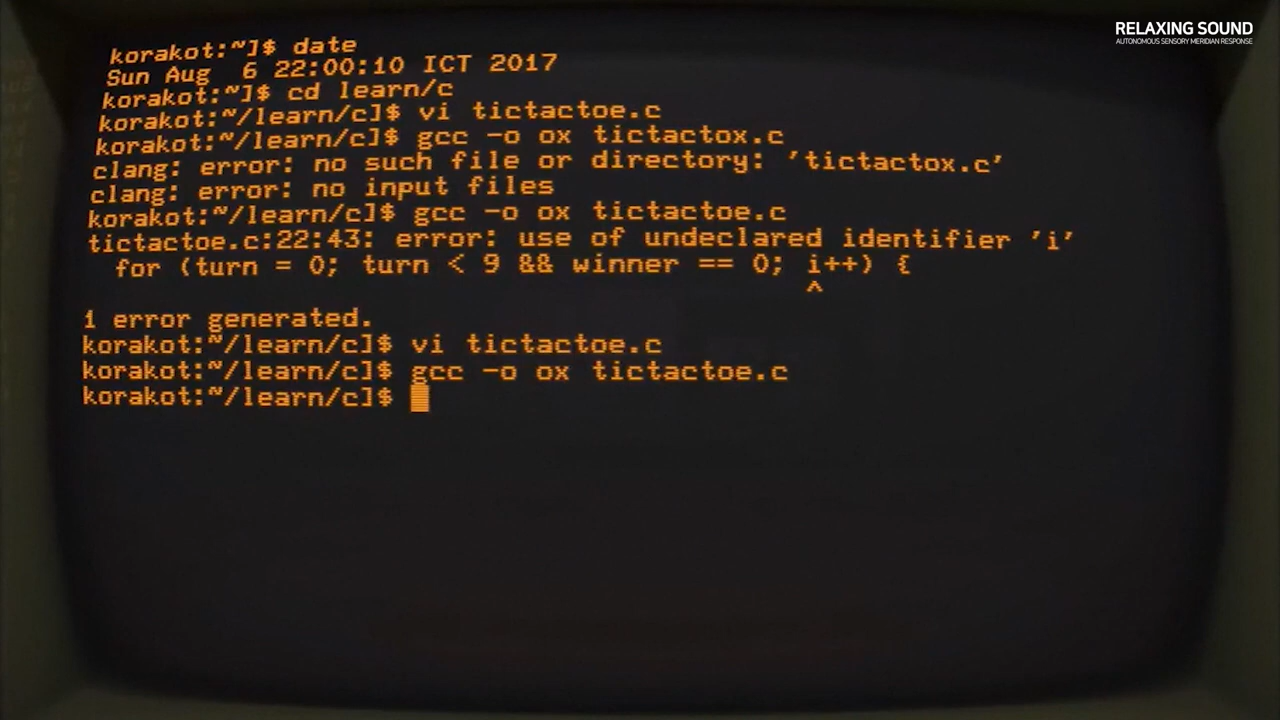 RELAXING SOUND
AUTONOMOUS SENSORY MERIDIAN RESPONSE
korakot:~]$ date
Sun Aug  6 22:00:10 ICT 2017
korakot:~]$ cd learn/c
korakot:~/learn/c]$ vi tictactoe.c
korakot:~/learn/c]$ gcc -o ox tictactox.c
clang: error: no such file or directory: 'tictactox.c'
clang: error: no input files
korakot:~/learn/c]$ gcc -o ox tictactoe.c
tictactoe.c:22:43: error: use of undeclared identifier 'i'
  for (turn = 0; turn < 9 && winner == 0; i++) {
^
1 error generated.
korakot:~/learn/c]$ vi tictactoe.c
korakot:~/learn/c]$ gcc -o ox tictactoe.c
korakot:~/learn/c]$